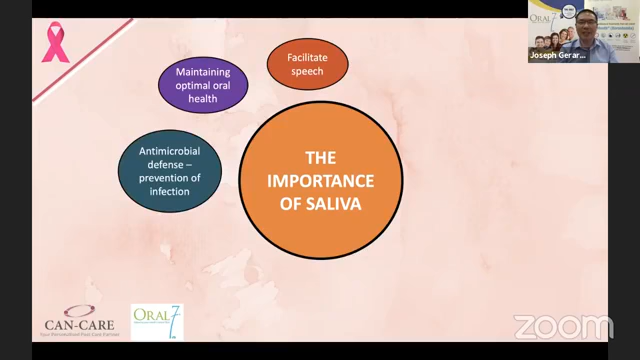 ORAL7
Joseph Gerar...
Facilitate
speech
Maintaining
optimal oral
health
Antimicrobial
defense –
prevention of
infection
THE
IMPORTANCE
OF SALIVA
CAN-CARE
Your Personalised Post Care Partner
ORAL7
zoom